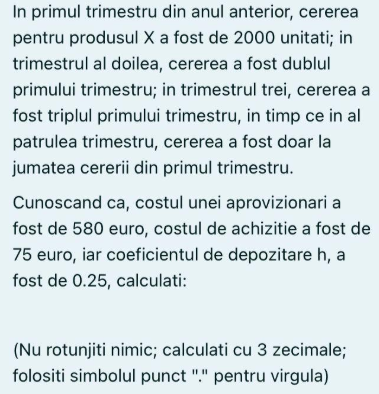 In primul trimestru din anul anterior, cererea
pentru produsul X a fost de 2000 unitati; in
trimestrul al doilea, cererea a fost dublul
primului trimestru; in trimestrul trei, cererea a
fost triplul primului trimestru, in timp ce in al
patrulea trimestru, cererea a fost doar la
jumatea cererii din primul trimestru.
Cunoscand ca, costul unei aprovizionari a
fost de 580 euro, costul de achizitie a fost de
75 euro, iar coeficientul de depozitare h, a
fost de 0.25, calculati:
(Nu rotunjiti nimic; calculati cu 3 zecimale;
folositi simbolul punct "." pentru virgula)